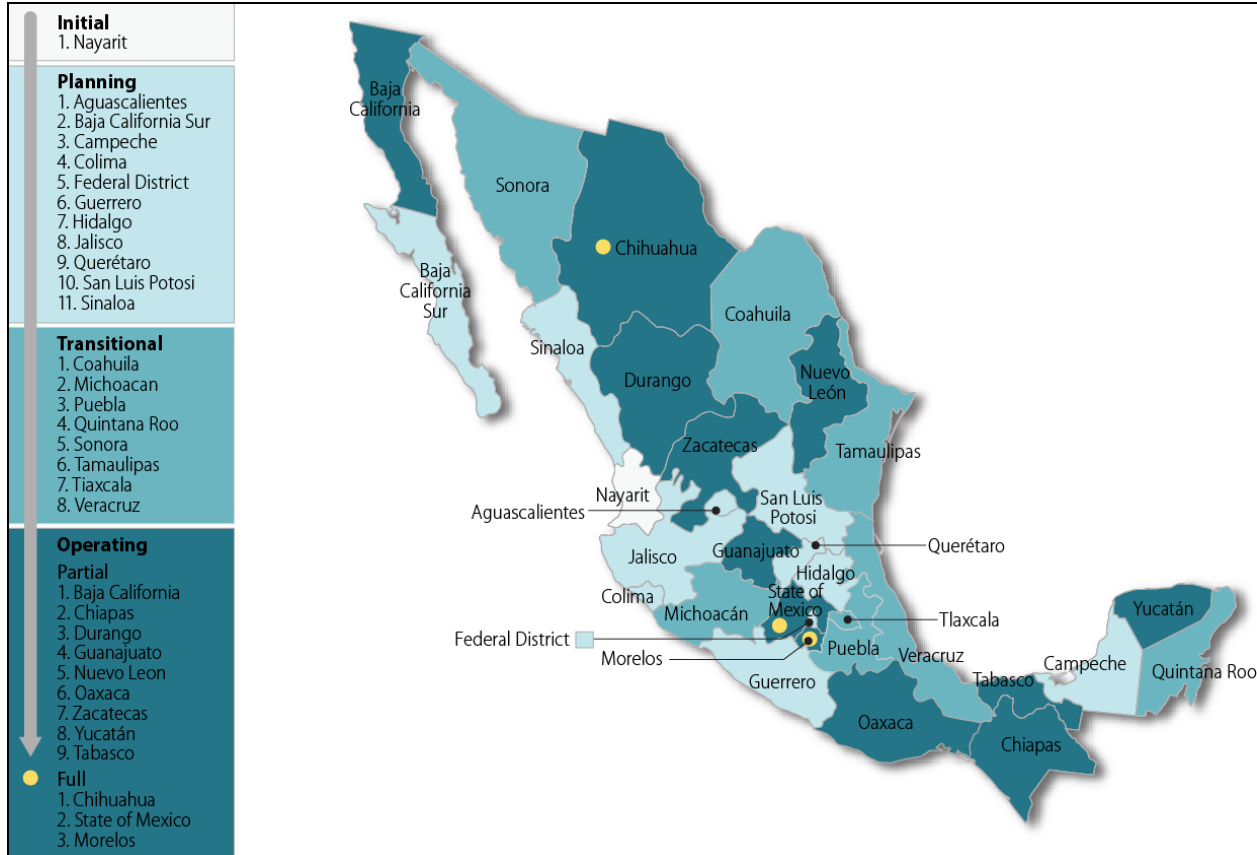 Initial
1. Nayarit
Planning
1. Aguascalientes
2. Baja California Sur
3. Campeche
4. Colima
5. Federal District
6. Guerrero
7. Hidalgo
8. Jalisco
9. Querétaro
10. San Luis Potosi
11. Sinaloa
Transitional
1. Coahuila
2. Michoacan
3. Puebla
4. Quintana Roo
5. Sonora
6. Tamaulipas
7. Tiaxcala
8. Veracruz
Operating
Partial
1. Baja California
2. Chiapas
3. Durango
4. Guanajuato
5. Nuevo Leon
6. Oaxaca
7. Zacatecas
8. Yucatán
9. Tabasco
Full
1. Chihuahua
2. State of Mexico
3. Morelos
Baja
California
Sonora
Chihuahua
Baja
California
Sur
Coahuila
Sinaloa
Durango
Nuevo
León
Zacatecas
Tamaulipas
Nayarit
San Luis
Potosi
Aguascalientes
Guanajuato
Querétaro
Jalisco
Hidalgo
Colima
State of
Mexico
Michoacán
Tlaxcala
Yucatán
Federal District
Morelos
Puebla
Veracruz
Campeche
Quintana Roo
Guerrero
Tabasco
Oaxaca
Chiapas